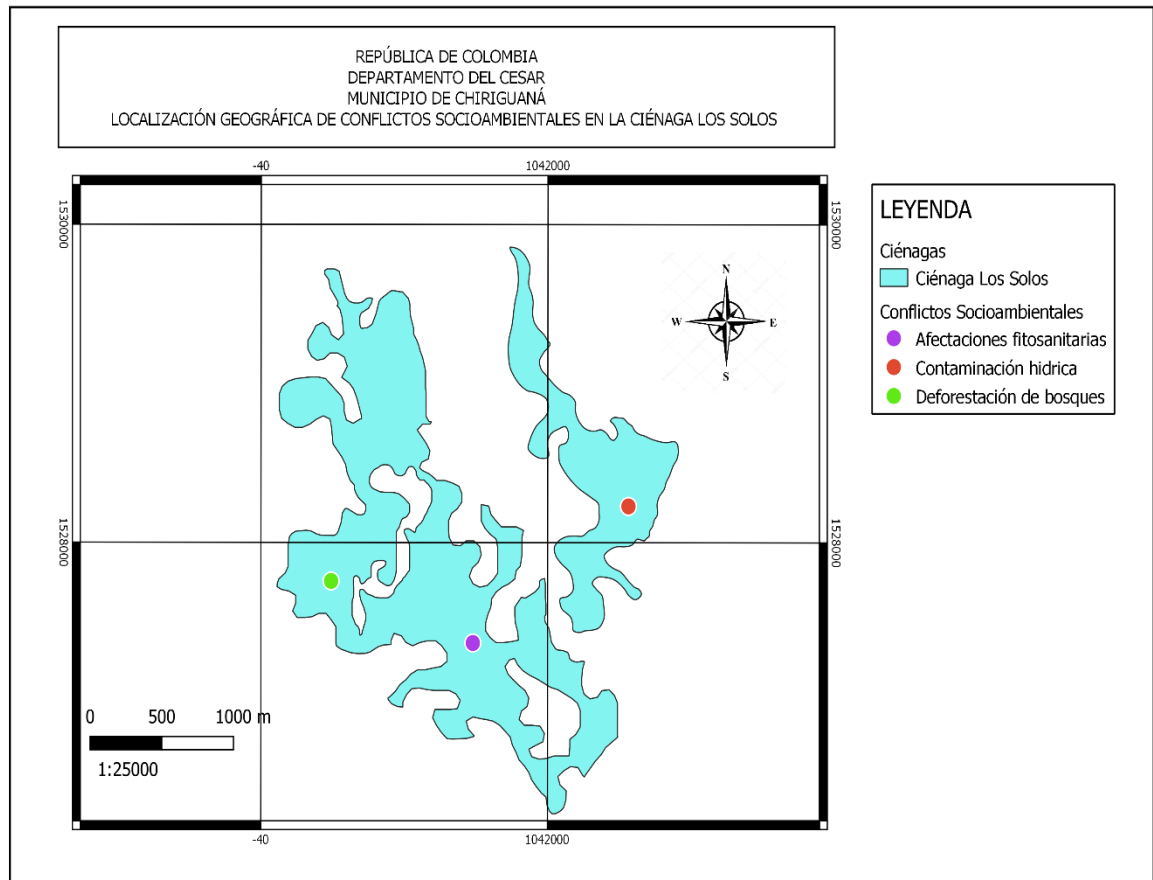 REPÚBLICA DE COLOMBIA
DEPARTAMENTO DEL CESAR
MUNICIPIO DE CHIRIGUANÁ
LOCALIZACIÓN GEOGRÁFICA DE CONFLICTOS SOCIOAMBIENTALES EN LA CIÉNAGA LOS SOLOS
-40 1042000
1530000 1530000
N
W E
S
1528000 1528000
0 500 1000 m
1:25000
-40 1042000
LEYENDA
Ciénagas
Ciénaga Los Solos
Conflictos Socioambientales
Afectaciones fitosanitarias
Contaminación hidrica
Deforestación de bosques